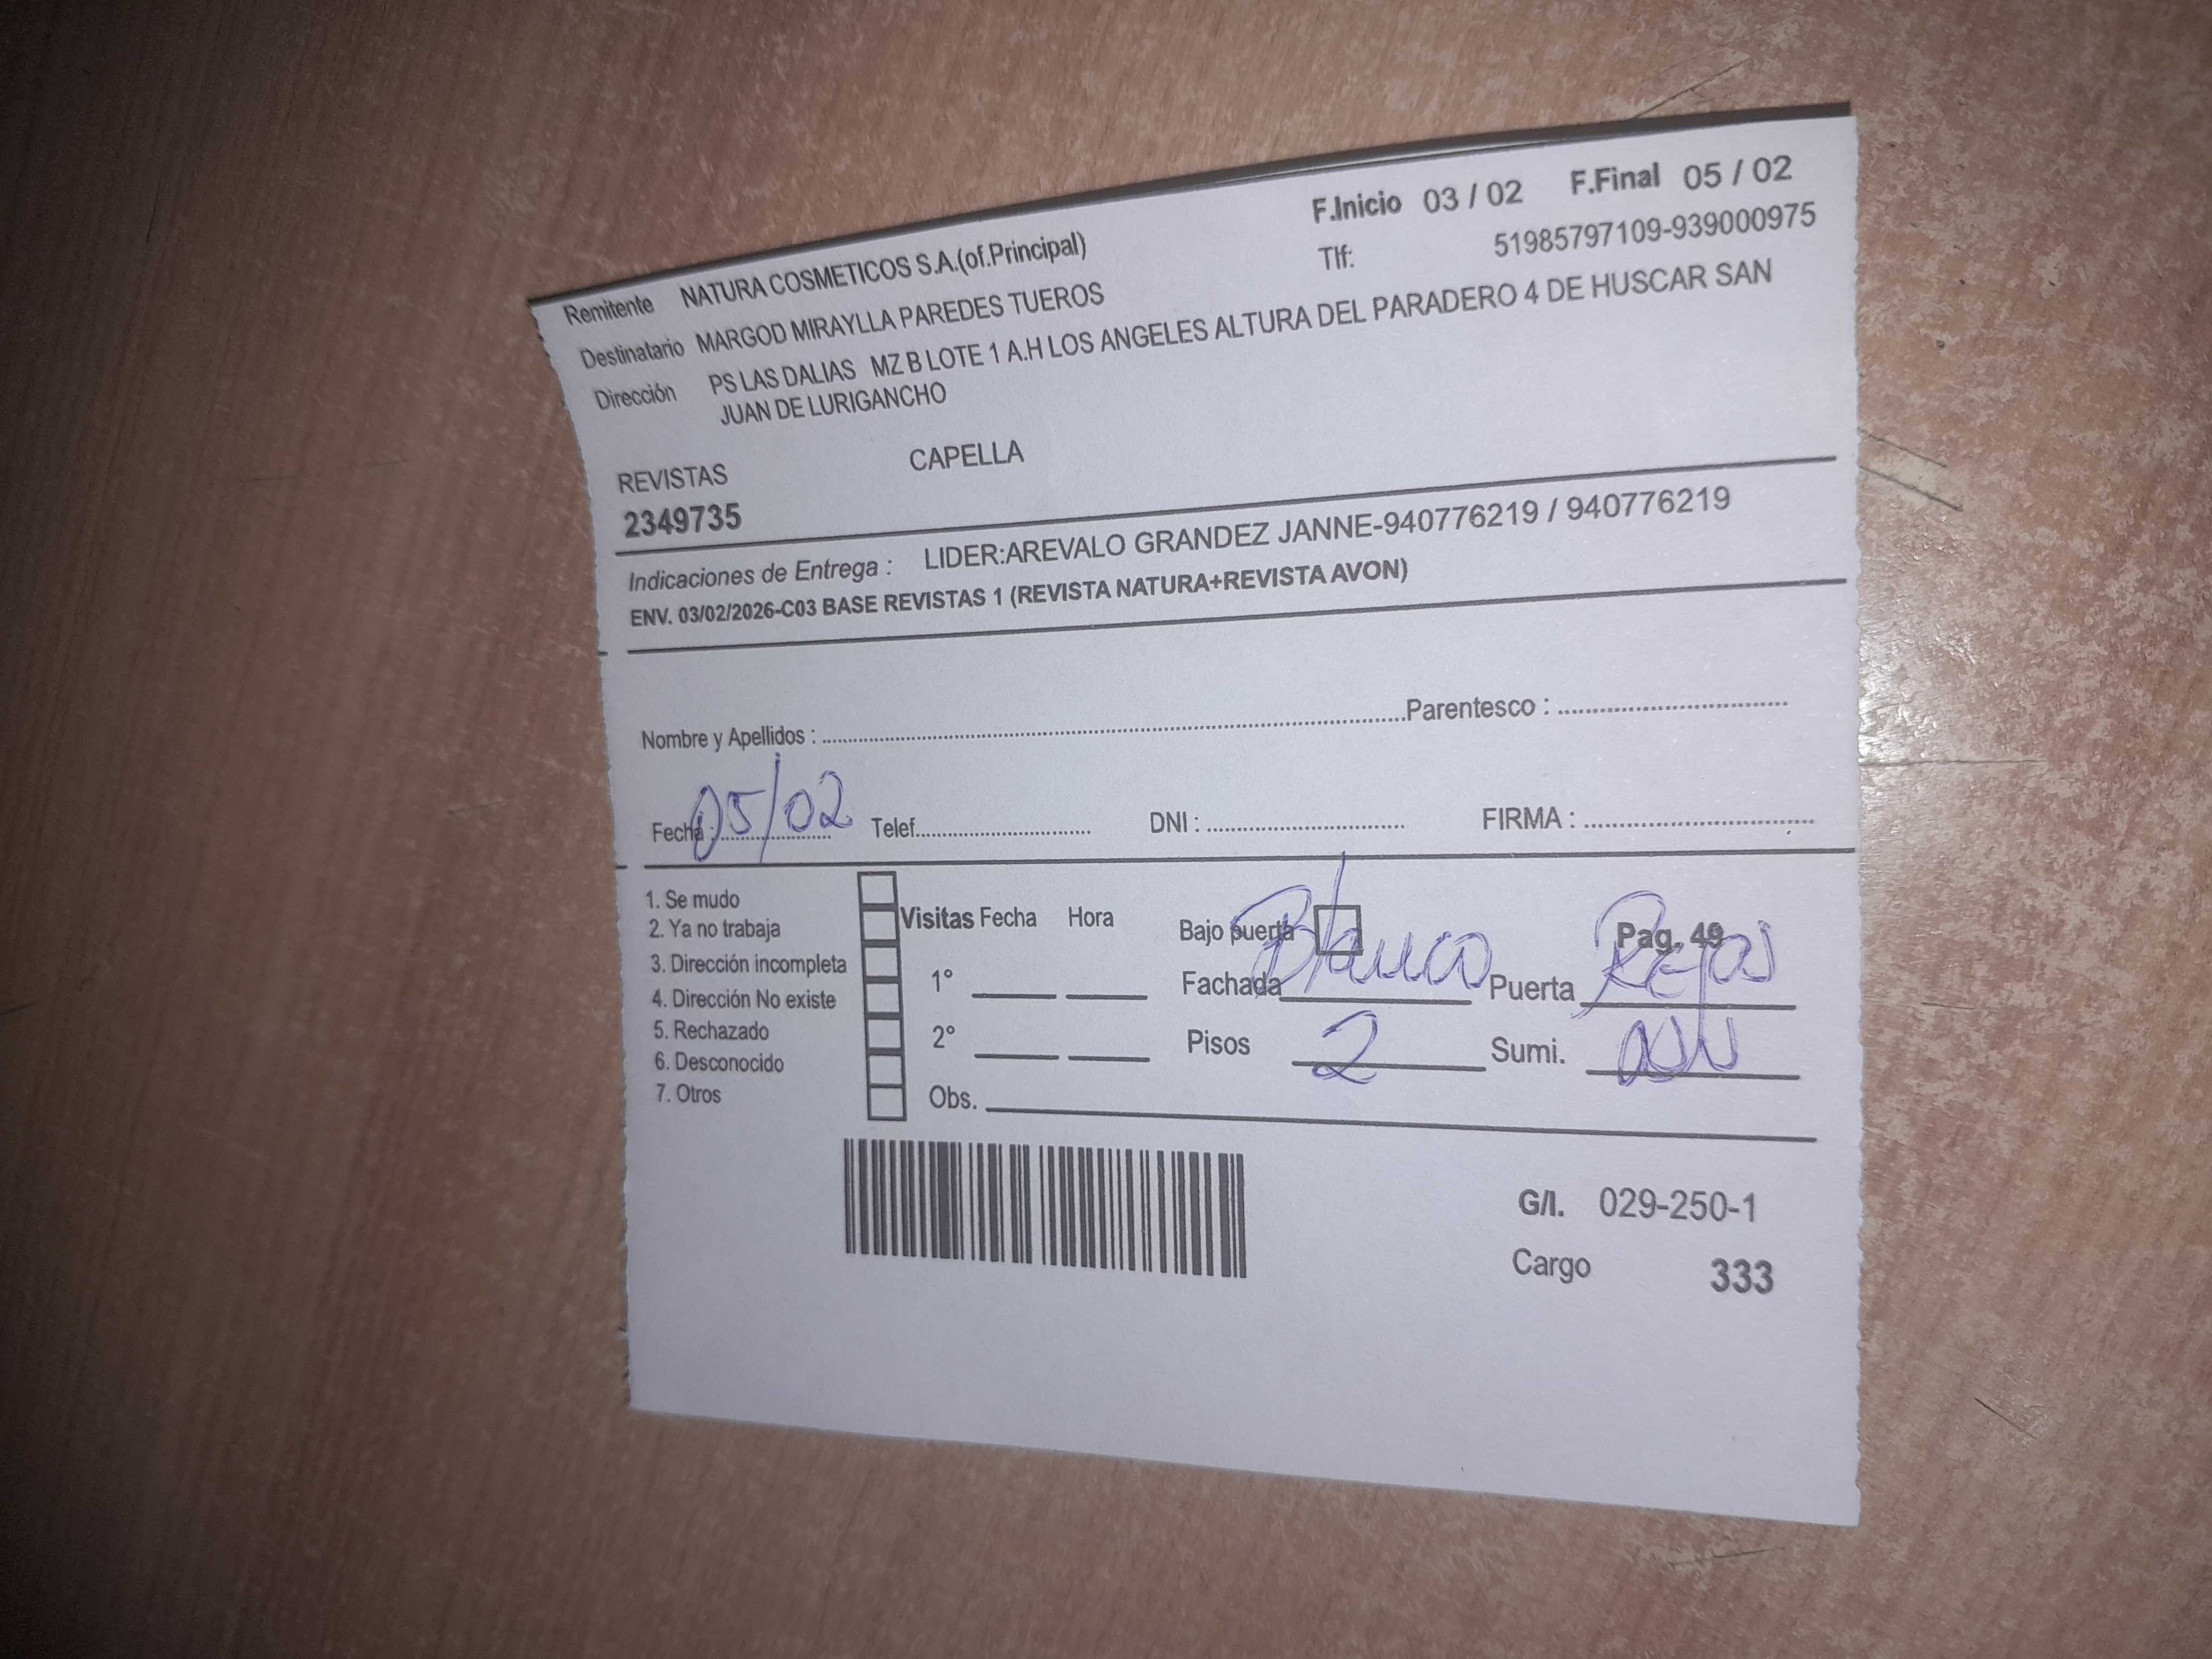 F.Inicio 03 / 02 F.Final 05 / 02
Remitente NATURA COSMETICOS S.A.(of.Principal) Tlf: 51985797109-939000975
Destinatario MARGOD MIRAYLLA PAREDES TUEROS
Dirección PS LAS DALIAS MZ B LOTE 1 A.H LOS ANGELES ALTURA DEL PARADERO 4 DE HUSCAR SAN
JUAN DE LURIGANCHO
REVISTAS CAPELLA
2349735
Indicaciones de Entrega : LIDER:AREVALO GRANDEZ JANNE-940776219 / 940776219
ENV. 03/02/2026-C03 BASE REVISTAS 1 (REVISTA NATURA+REVISTA AVON)
Nombre y Apellidos : Parentesco :
Fecha : 05/02 Telef. DNI : FIRMA :
1. Se mudo
2. Ya no trabaja
3. Dirección incompleta
4. Dirección No existe
5. Rechazado
6. Desconocido
7. Otros
Visitas Fecha Hora
1°
2°
Obs.
Bajo puerta Pag. 49
Fachada Blanco Puerta Rejas
Pisos 2 Sumi.
G/I. 029-250-1
Cargo 333